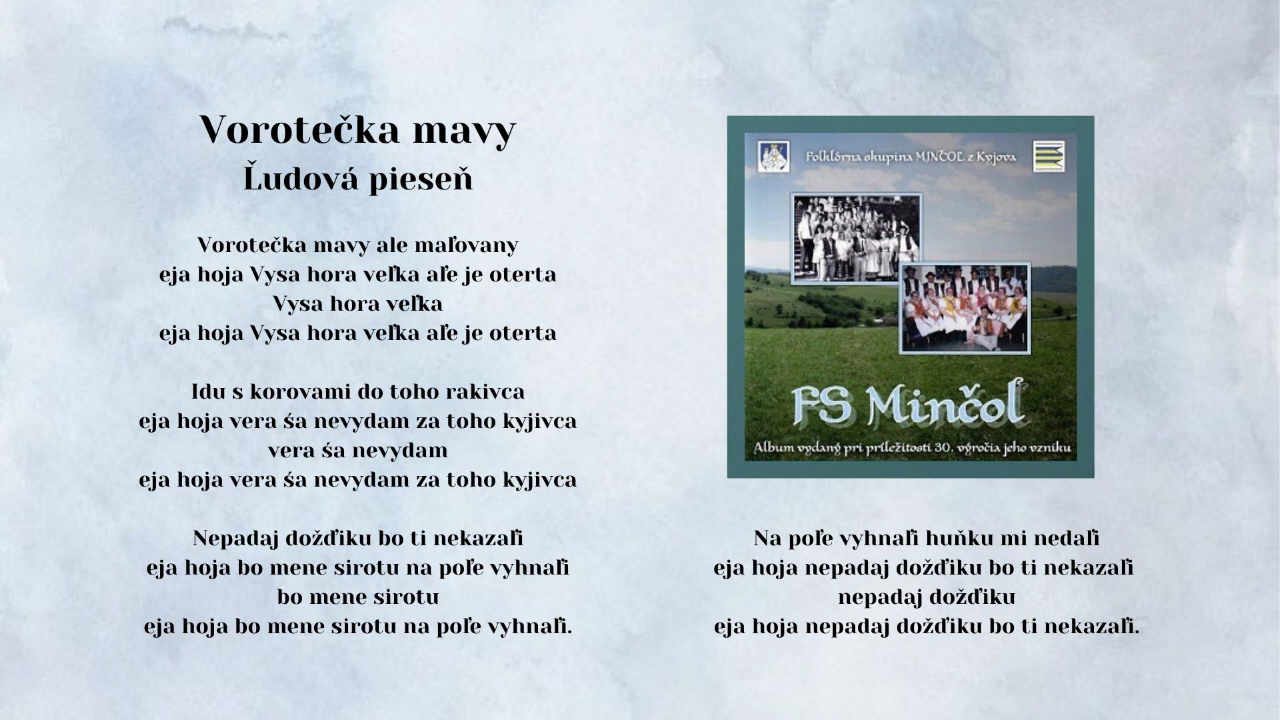 Vorotečka mavy
Ľudová pieseň
Vorotečka mavy ale maľovany
eja hoja Vysa hora veľka aľe je oterta
Vysa hora veľka
eja hoja Vysa hora veľka aľe je oterta
Idu s korovami do toho rakivca
eja hoja vera śa nevydam za toho kyjivca
vera śa nevydam
eja hoja vera śa nevydam za toho kyjivca
Nepadaj dožďiku bo ti nekazaľi
eja hoja bo mene sirotu na poľe vyhnaľi
bo mene sirotu
eja hoja bo mene sirotu na poľe vyhnaľi.
Folklórna skupina MINČOL z Kyjova
FS Minčol
Album vydaný pri príležitosti 30. výročia jeho vzniku
Na poľe vyhnaľi huňku mi nedaľi
eja hoja nepadaj dožďiku bo ti nekazaľi
nepadaj dožďiku
eja hoja nepadaj dožďiku bo ti nekazaľi.